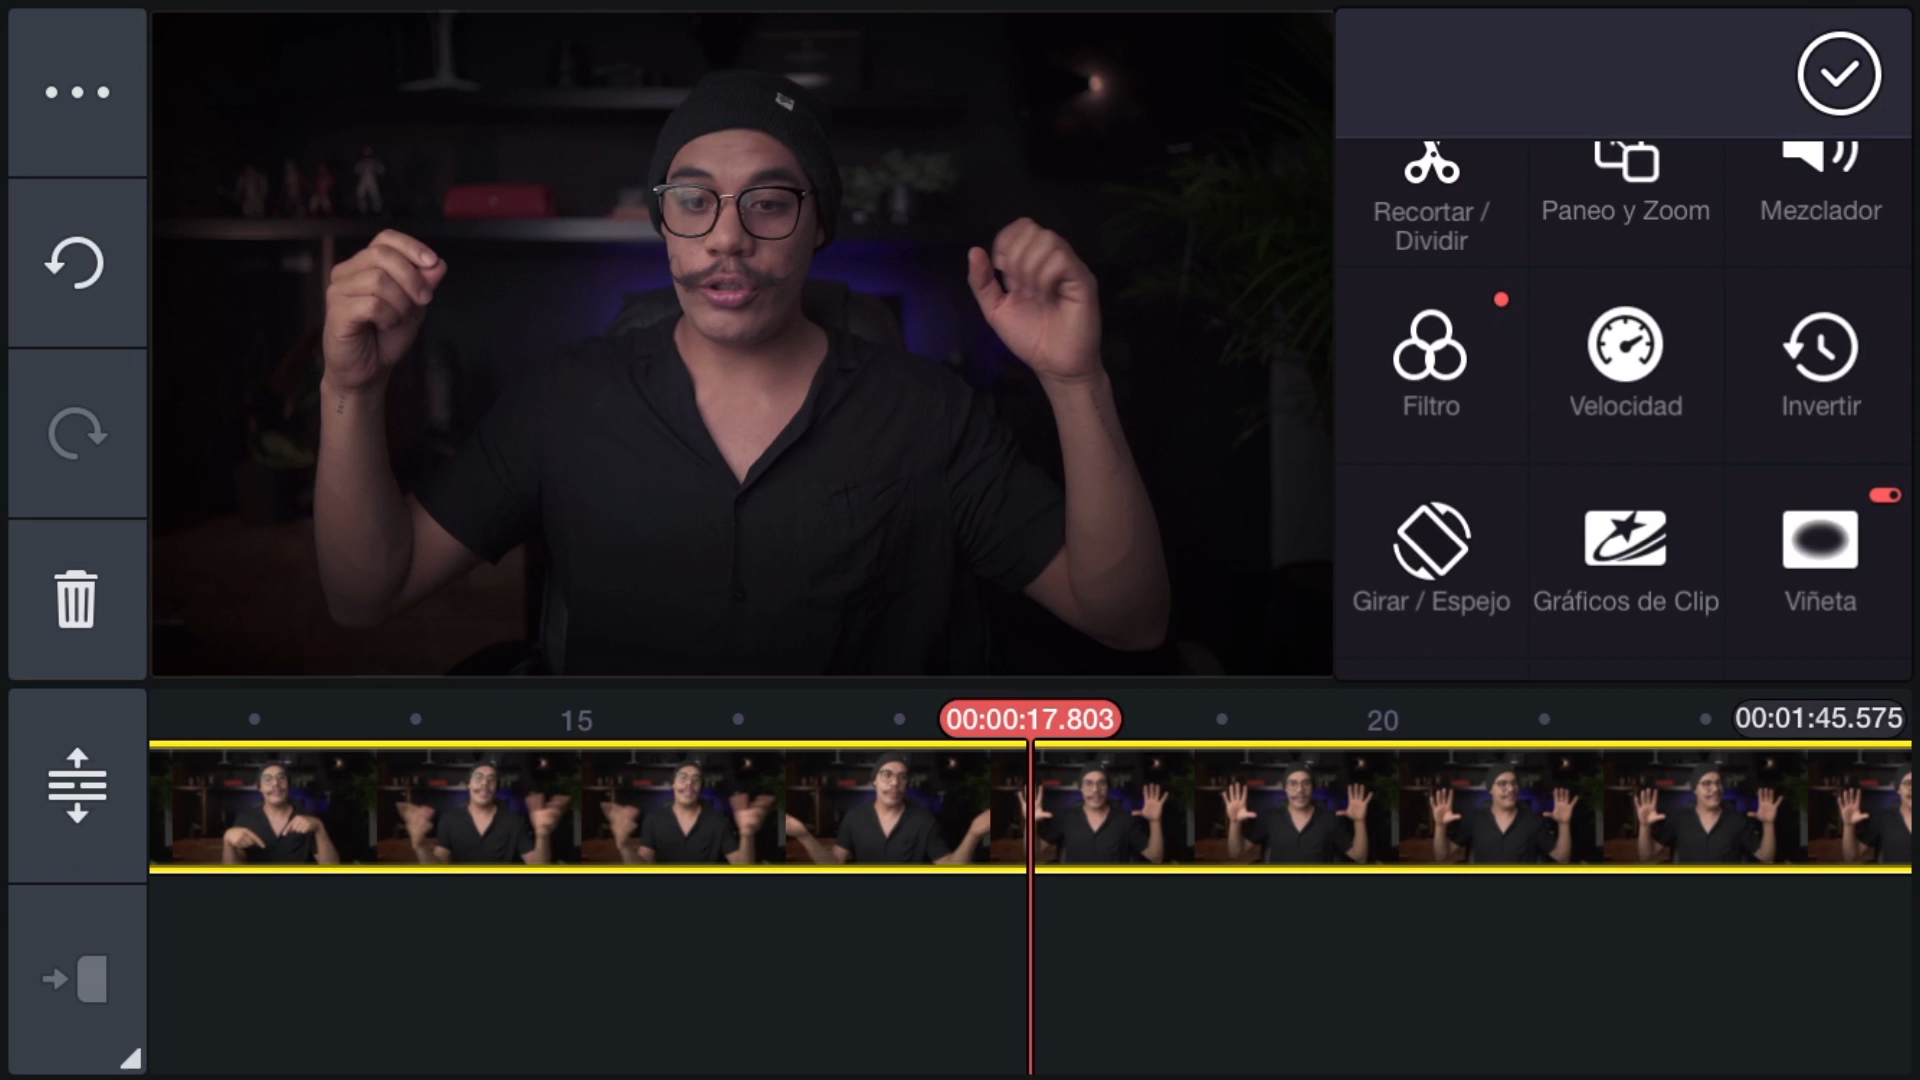 Recortar /
Dividir
Paneo y Zoom
Mezclador
Filtro
Velocidad
Invertir
Girar / Espejo
Gráficos de Clip
Viñeta
15
00:00:17.803
20
00:01:45.575